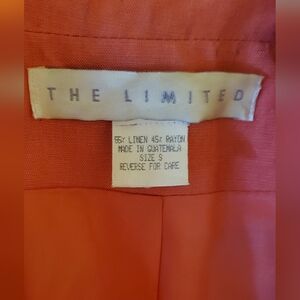 THE LIMITED
55% LINEN 45% RAYON
MADE IN GUATEMALA
SIZE S
REVERSE FOR CARE